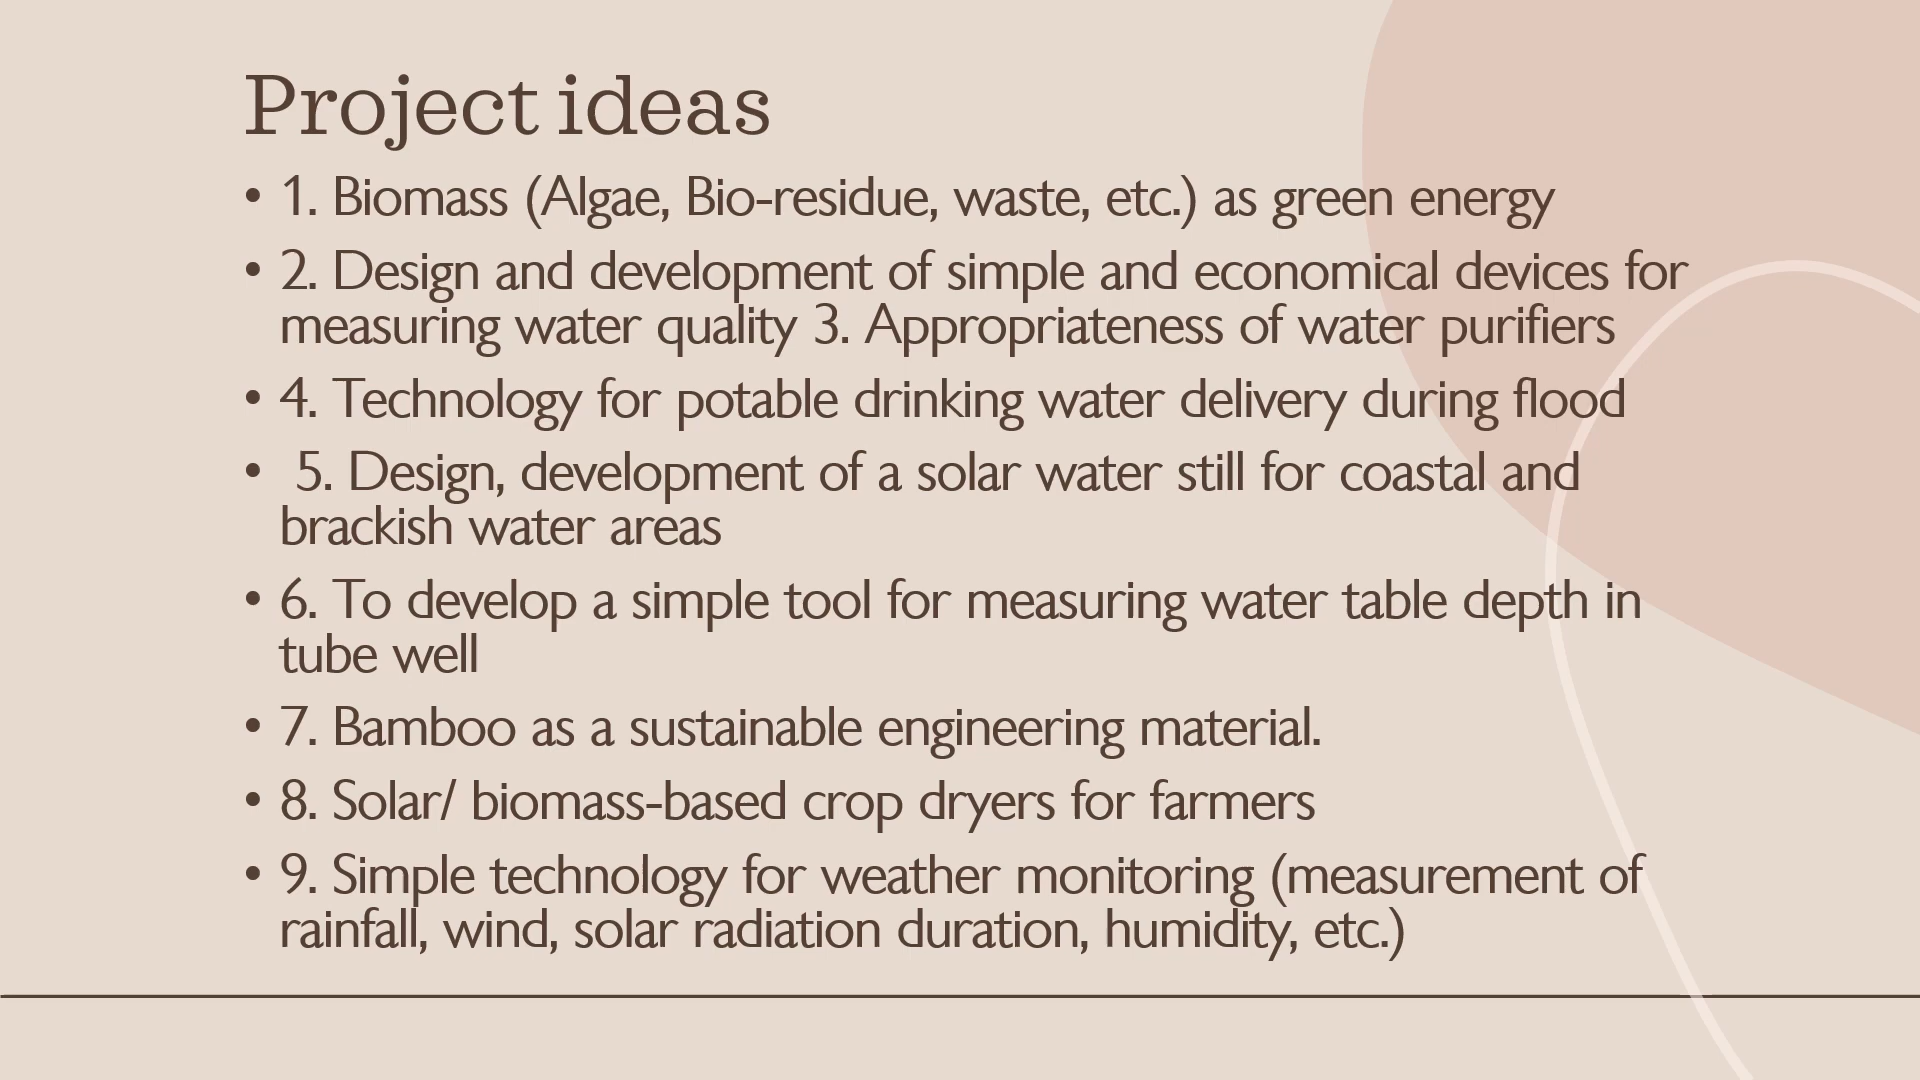 Project ideas
• 1. Biomass (Algae, Bio-residue, waste, etc.) as green energy
• 2. Design and development of simple and economical devices for
measuring water quality 3. Appropriateness of water purifiers
• 4. Technology for potable drinking water delivery during flood
• 5. Design, development of a solar water still for coastal and
brackish water areas
• 6. To develop a simple tool for measuring water table depth in
tube well
• 7. Bamboo as a sustainable engineering material.
• 8. Solar/ biomass-based crop dryers for farmers
• 9. Simple technology for weather monitoring (measurement of
rainfall, wind, solar radiation duration, humidity, etc.)